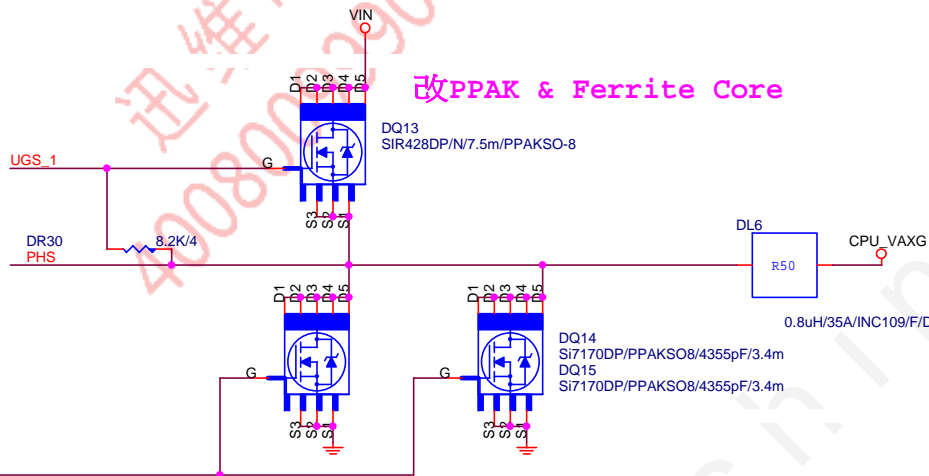 VIN
迅维
4008000990
改PPAK & Ferrite Core
D1 D2 D3 D4 D5
DQ13
SIR428DP/N/7.5m/PPAKSO-8
UGS_1
G
S3 S2 S1
DR30
8.2K/4
PHS
DL6
R50
CPU_VAXG
0.8uH/35A/INC109/F/D
D1 D2 D3 D4 D5
G
S3 S2 S1
D1 D2 D3 D4 D5
G
S3 S2 S1
DQ14
Si7170DP/PPAKSO8/4355pF/3.4m
DQ15
Si7170DP/PPAKSO8/4355pF/3.4m